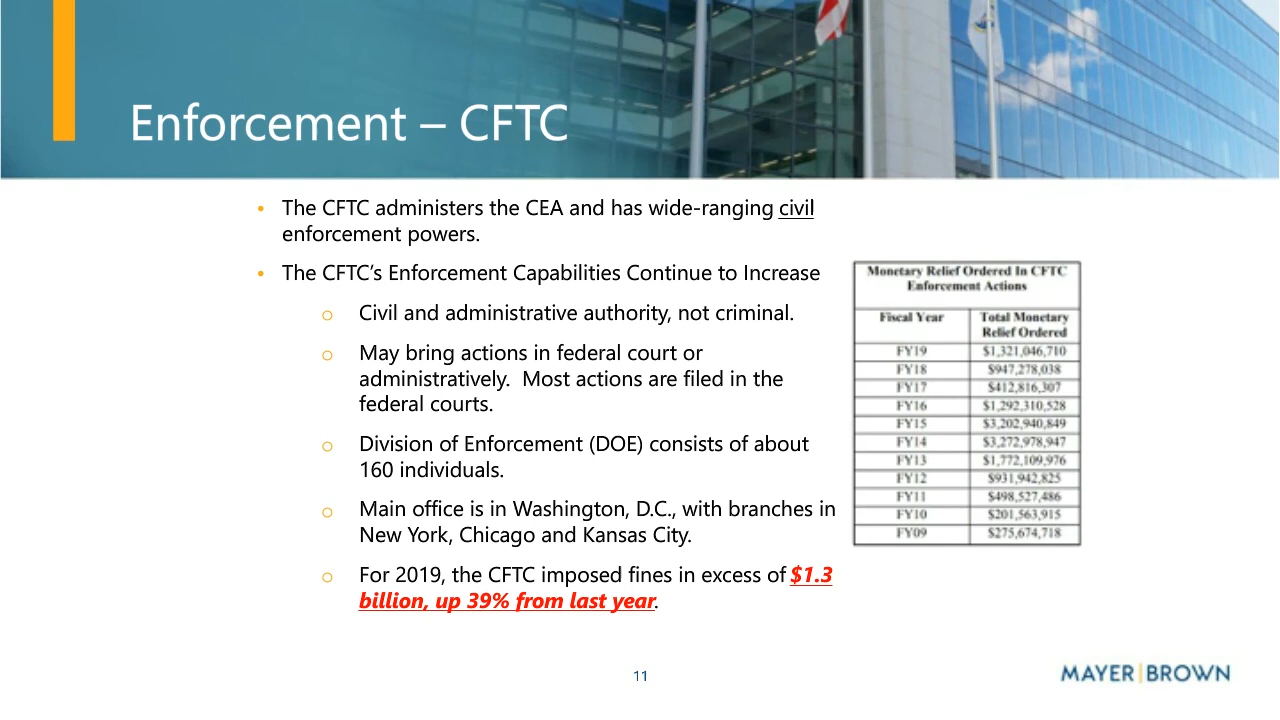 Enforcement – CFTC
• The CFTC administers the CEA and has wide-ranging civil
enforcement powers.
• The CFTC’s Enforcement Capabilities Continue to Increase
o Civil and administrative authority, not criminal.
o May bring actions in federal court or
administratively.  Most actions are filed in the
federal courts.
o Division of Enforcement (DOE) consists of about
160 individuals.
o Main office is in Washington, D.C., with branches in
New York, Chicago and Kansas City.
o For 2019, the CFTC imposed fines in excess of $1.3
billion, up 39% from last year.
Monetary Relief Ordered In CFTC
Enforcement Actions
Fiscal Year Total Monetary
Relief Ordered
FY19 $1,321,046,710
FY18 $947,278,038
FY17 $412,816,307
FY16 $1,292,310,528
FY15 $3,202,940,849
FY14 $3,272,978,947
FY13 $1,772,109,976
FY12 $931,942,825
FY11 $498,527,486
FY10 $201,563,915
FY09 $275,674,718
11
MAYER|BROWN